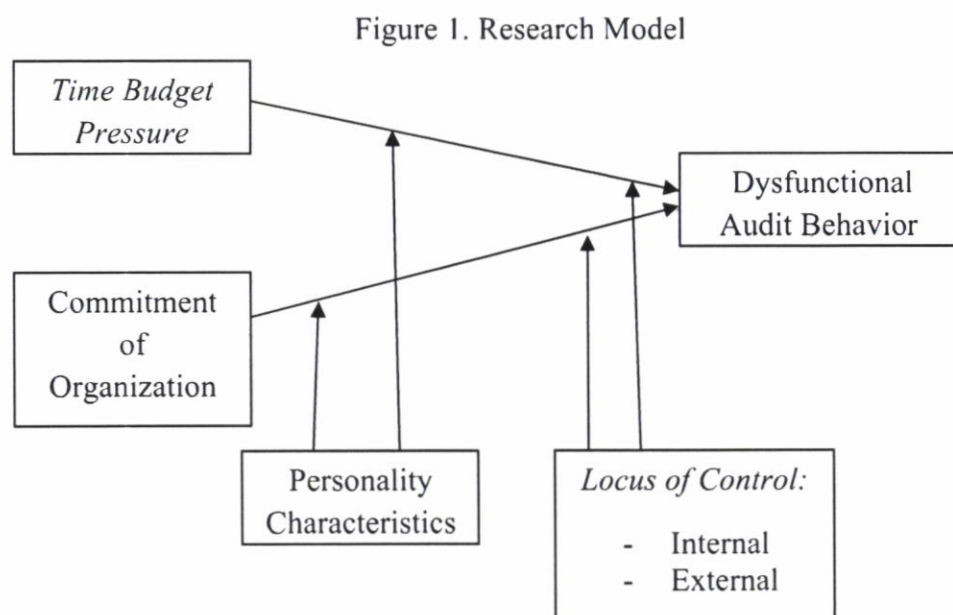 Figure 1. Research Model
Time Budget
Pressure
Dysfunctional
Audit Behavior
Commitment
of
Organization
Personality
Characteristics
Locus of Control:
- Internal
- External